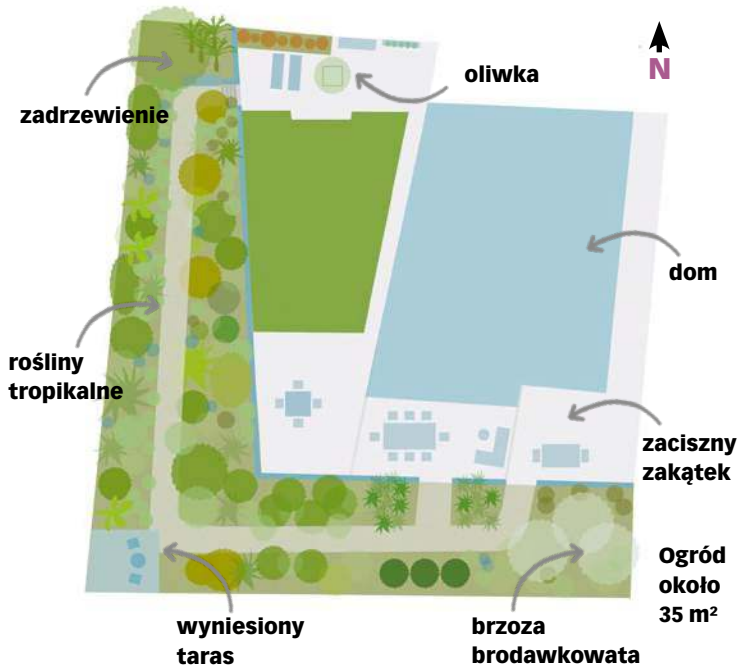 N
oliwka
zadrzewienie
dom
rośliny
tropikalne
zaciszny
zakątek
Ogród
około
35 m²
wyniesiony
taras
brzoza
brodawkowata